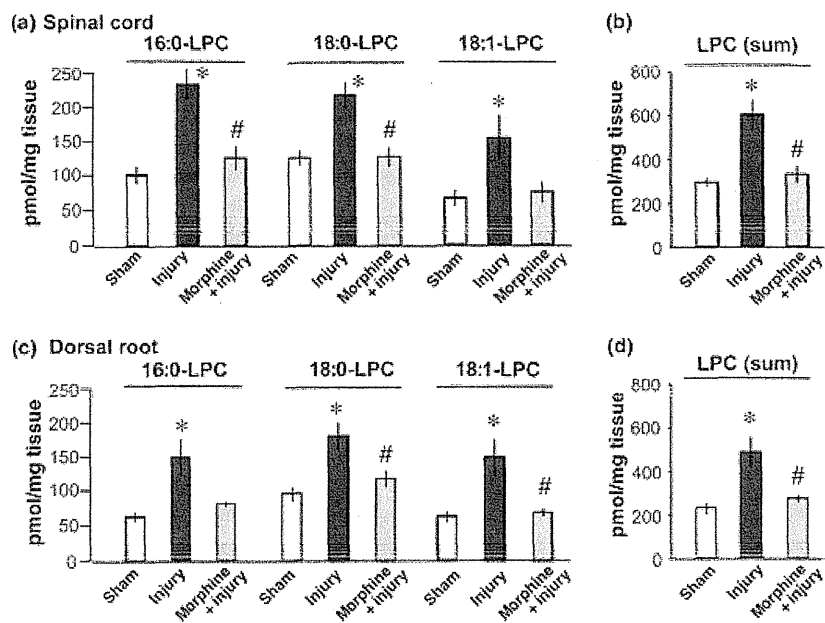 (a) Spinal cord
16:0-LPC 18:0-LPC 18:1-LPC
pmol/mg tissue
250
200
150
100
50
0
* * *
# #
Sham Injury Morphine + injury Sham Injury Morphine + injury Sham Injury Morphine + injury
(b)
LPC (sum)
pmol/mg tissue
800
600
400
200
0
*
#
Sham Injury Morphine + injury
(c) Dorsal root
16:0-LPC 18:0-LPC 18:1-LPC
pmol/mg tissue
250
200
150
100
50
0
* * *
# #
Sham Injury Morphine + injury Sham Injury Morphine + injury Sham Injury Morphine + injury
(d)
LPC (sum)
pmol/mg tissue
800
600
400
200
0
*
#
Sham Injury Morphine + injury